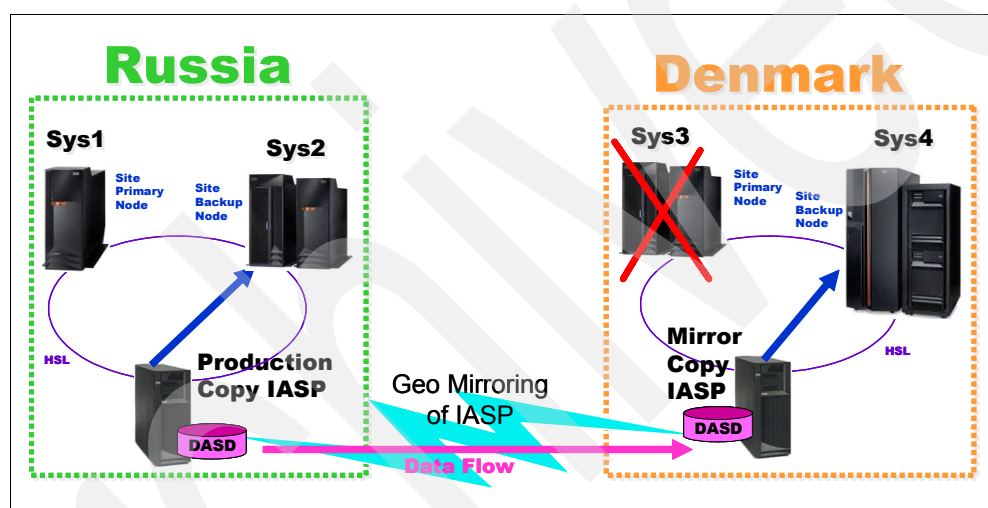 Russia
Denmark
Sys1
Sys2
Site
Primary
Node
Site
Backup
Node
HSL
Production
Copy IASP
DASD
Geo Mirroring
of IASP
Data Flow
Sys3
Sys4
Site
Primary
Node
Site
Backup
Node
Mirror
Copy
IASP
HSL
DASD